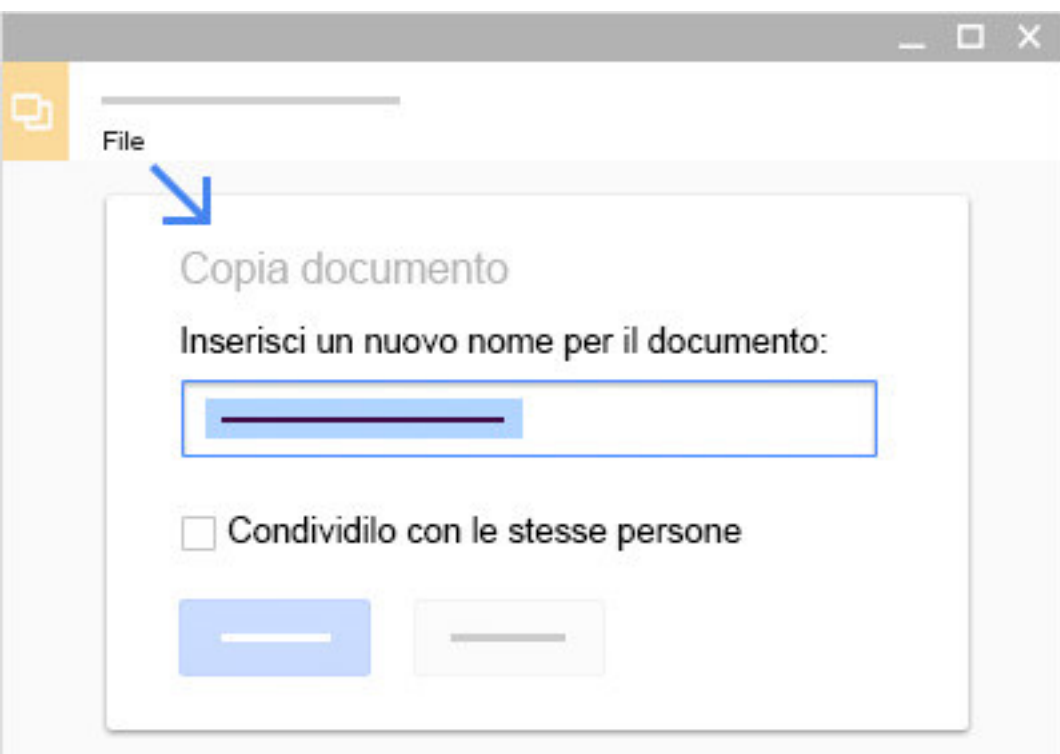 File
Copia documento
Inserisci un nuovo nome per il documento:
Condividilo con le stesse persone